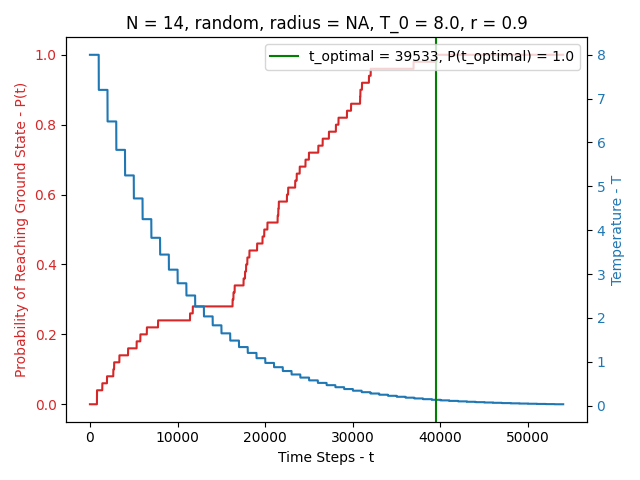 N = 14, random, radius = NA, T_0 = 8.0, r = 0.9
t_optimal = 39533, P(t_optimal) = 1.0
Probability of Reaching Ground State - P(t)
1.0
0.8
0.6
0.4
0.2
0.0
8
7
6
5
4
3
2
1
0
Temperature - T
0 10000 20000 30000 40000 50000
Time Steps - t